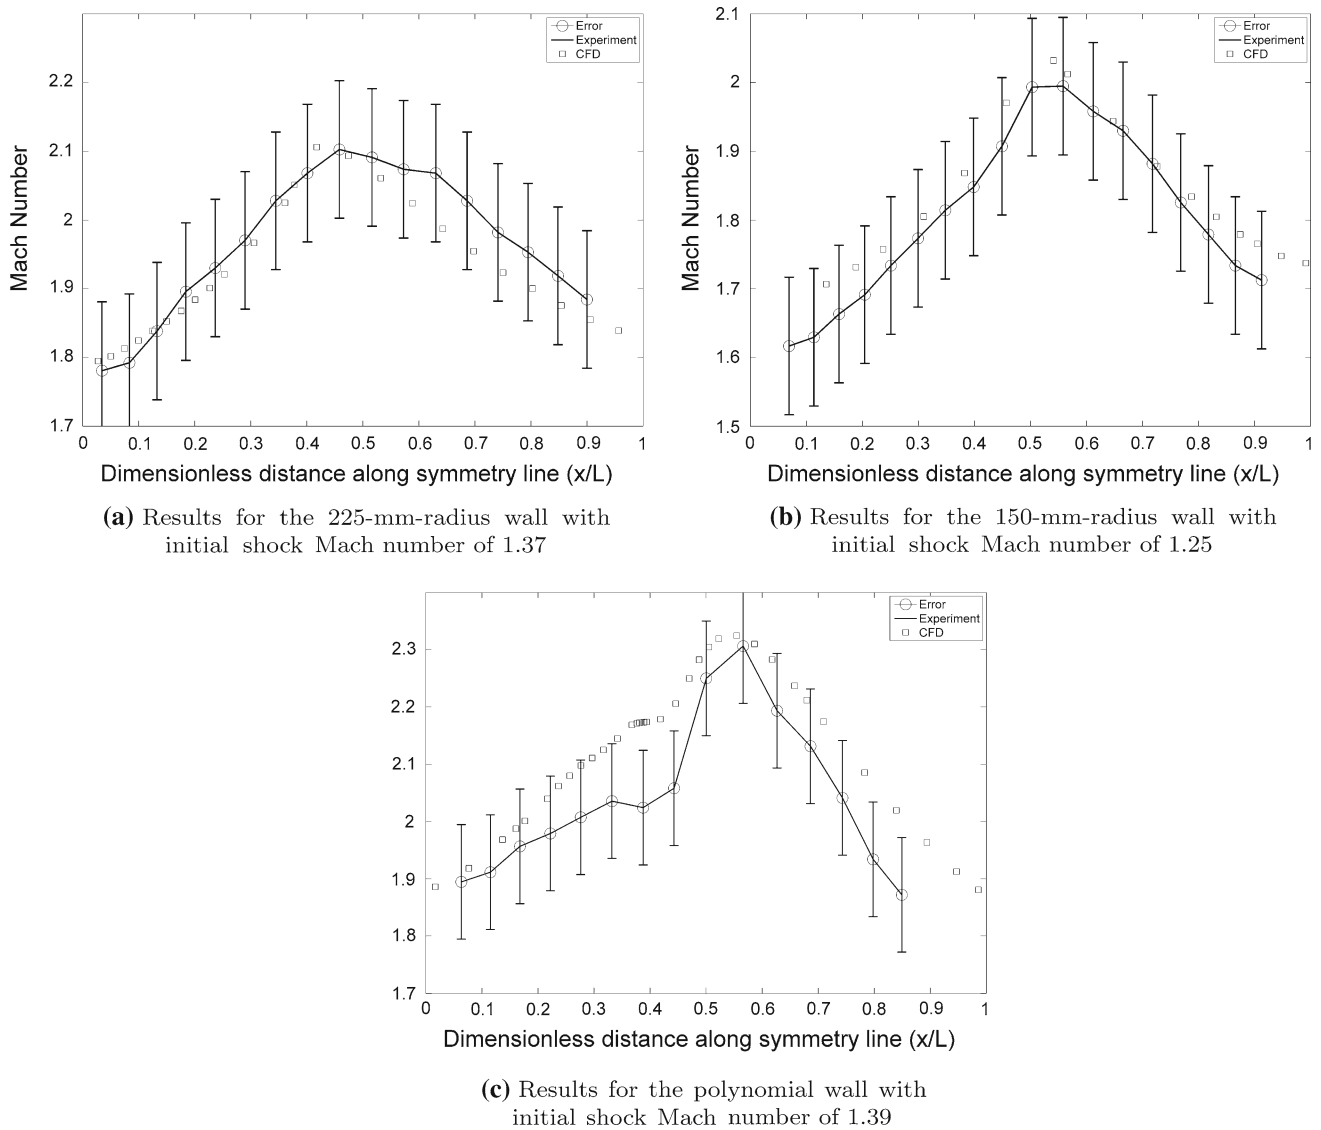 Error
Experiment
CFD
2.2
2.1
2
1.9
1.8
1.7
Mach Number
0 0.1 0.2 0.3 0.4 0.5 0.6 0.7 0.8 0.9 1
Dimensionless distance along symmetry line (x/L)
(a) Results for the 225-mm-radius wall with
initial shock Mach number of 1.37
Error
Experiment
CFD
2.1
2
1.9
1.8
1.7
1.6
1.5
Mach Number
0 0.1 0.2 0.3 0.4 0.5 0.6 0.7 0.8 0.9 1
Dimensionless distance along symmetry line (x/L)
(b) Results for the 150-mm-radius wall with
initial shock Mach number of 1.25
Error
Experiment
CFD
2.3
2.2
2.1
2
1.9
1.8
1.7
0 0.1 0.2 0.3 0.4 0.5 0.6 0.7 0.8 0.9 1
Dimensionless distance along symmetry line (x/L)
(c) Results for the polynomial wall with
initial shock Mach number of 1.39